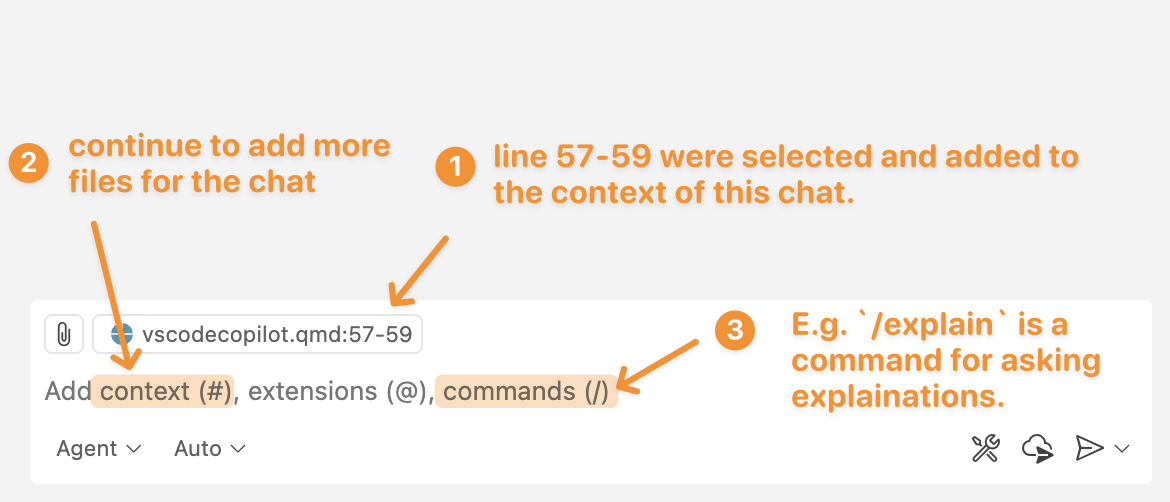 2 continue to add more
files for the chat
1 line 57-59 were selected and added to
the context of this chat.
vscodecopilot.qmd:57-59
3 E.g. `/explain` is a
command for asking
explainations.
Add context (#), extensions (@), commands (/)
Agent Auto